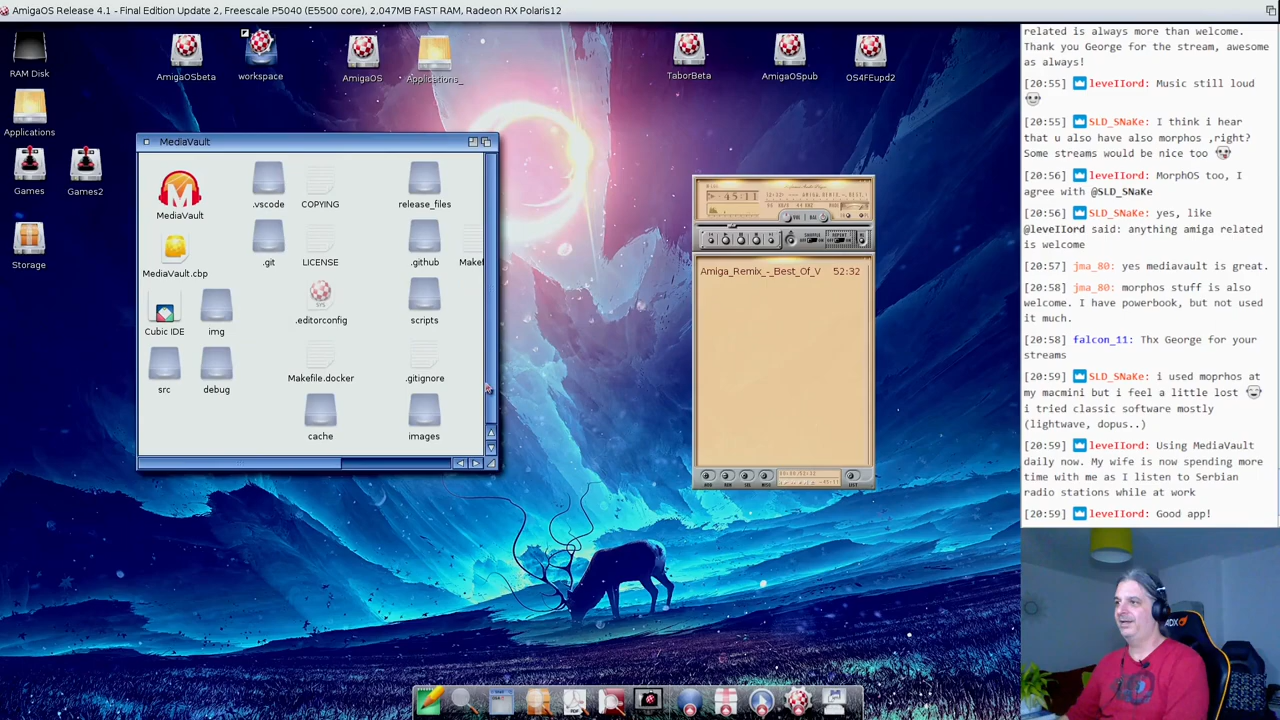 AmigaOS Release 4.1 - Final Edition Update 2, Freescale P5040 (E5500 core), 2,047MB FAST RAM, Radeon RX Polaris12
RAM Disk
AmigaOSbeta
workspace
AmigaOS
Applications_
TaborBeta
AmigaOSpub
OS4FEupd2
Applications
Games
Games2
Storage
MediaVault
MediaVault
.vscode
COPYING
release_files
MediaVault.cbp
.git
LICENSE
.github
Makef
Cubic IDE
img
.editorconfig
scripts
src
debug
Makefile.docker
.gitignore
cache
images
Amiga_Remix_-_Best_Of_V 52:32
related is always more than welcome.
Thank you George for the stream, awesome
as always!
[20:55] leveIIord: Music still loud
[20:55] SLD_SNaKe: I think i hear
that u also have also morphos ,right?
Some streams would be nice too
[20:56] leveIIord: MorphOS too, I
agree with @SLD_SNaKe
[20:56] SLD_SNaKe: yes, like
@leveIIord said: anything amiga related
is welcome
[20:57] jma_80: yes mediavault is great.
[20:58] jma_80: morphos stuff is also
welcome. I have powerbook, but not used
it much.
[20:58] falcon_11: Thx George for your
streams
[20:59] SLD_SNaKe: i used moprhos at
my macmini but i feel a little lost
i tried classic software mostly
(lightwave, dopus..)
[20:59] leveIIord: Using MediaVault
daily now. My wife is now spending more
time with me as I listen to Serbian
radio stations while at work
[20:59] leveIIord: Good app!